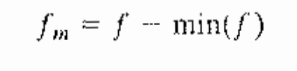 f_m = f − min(f)